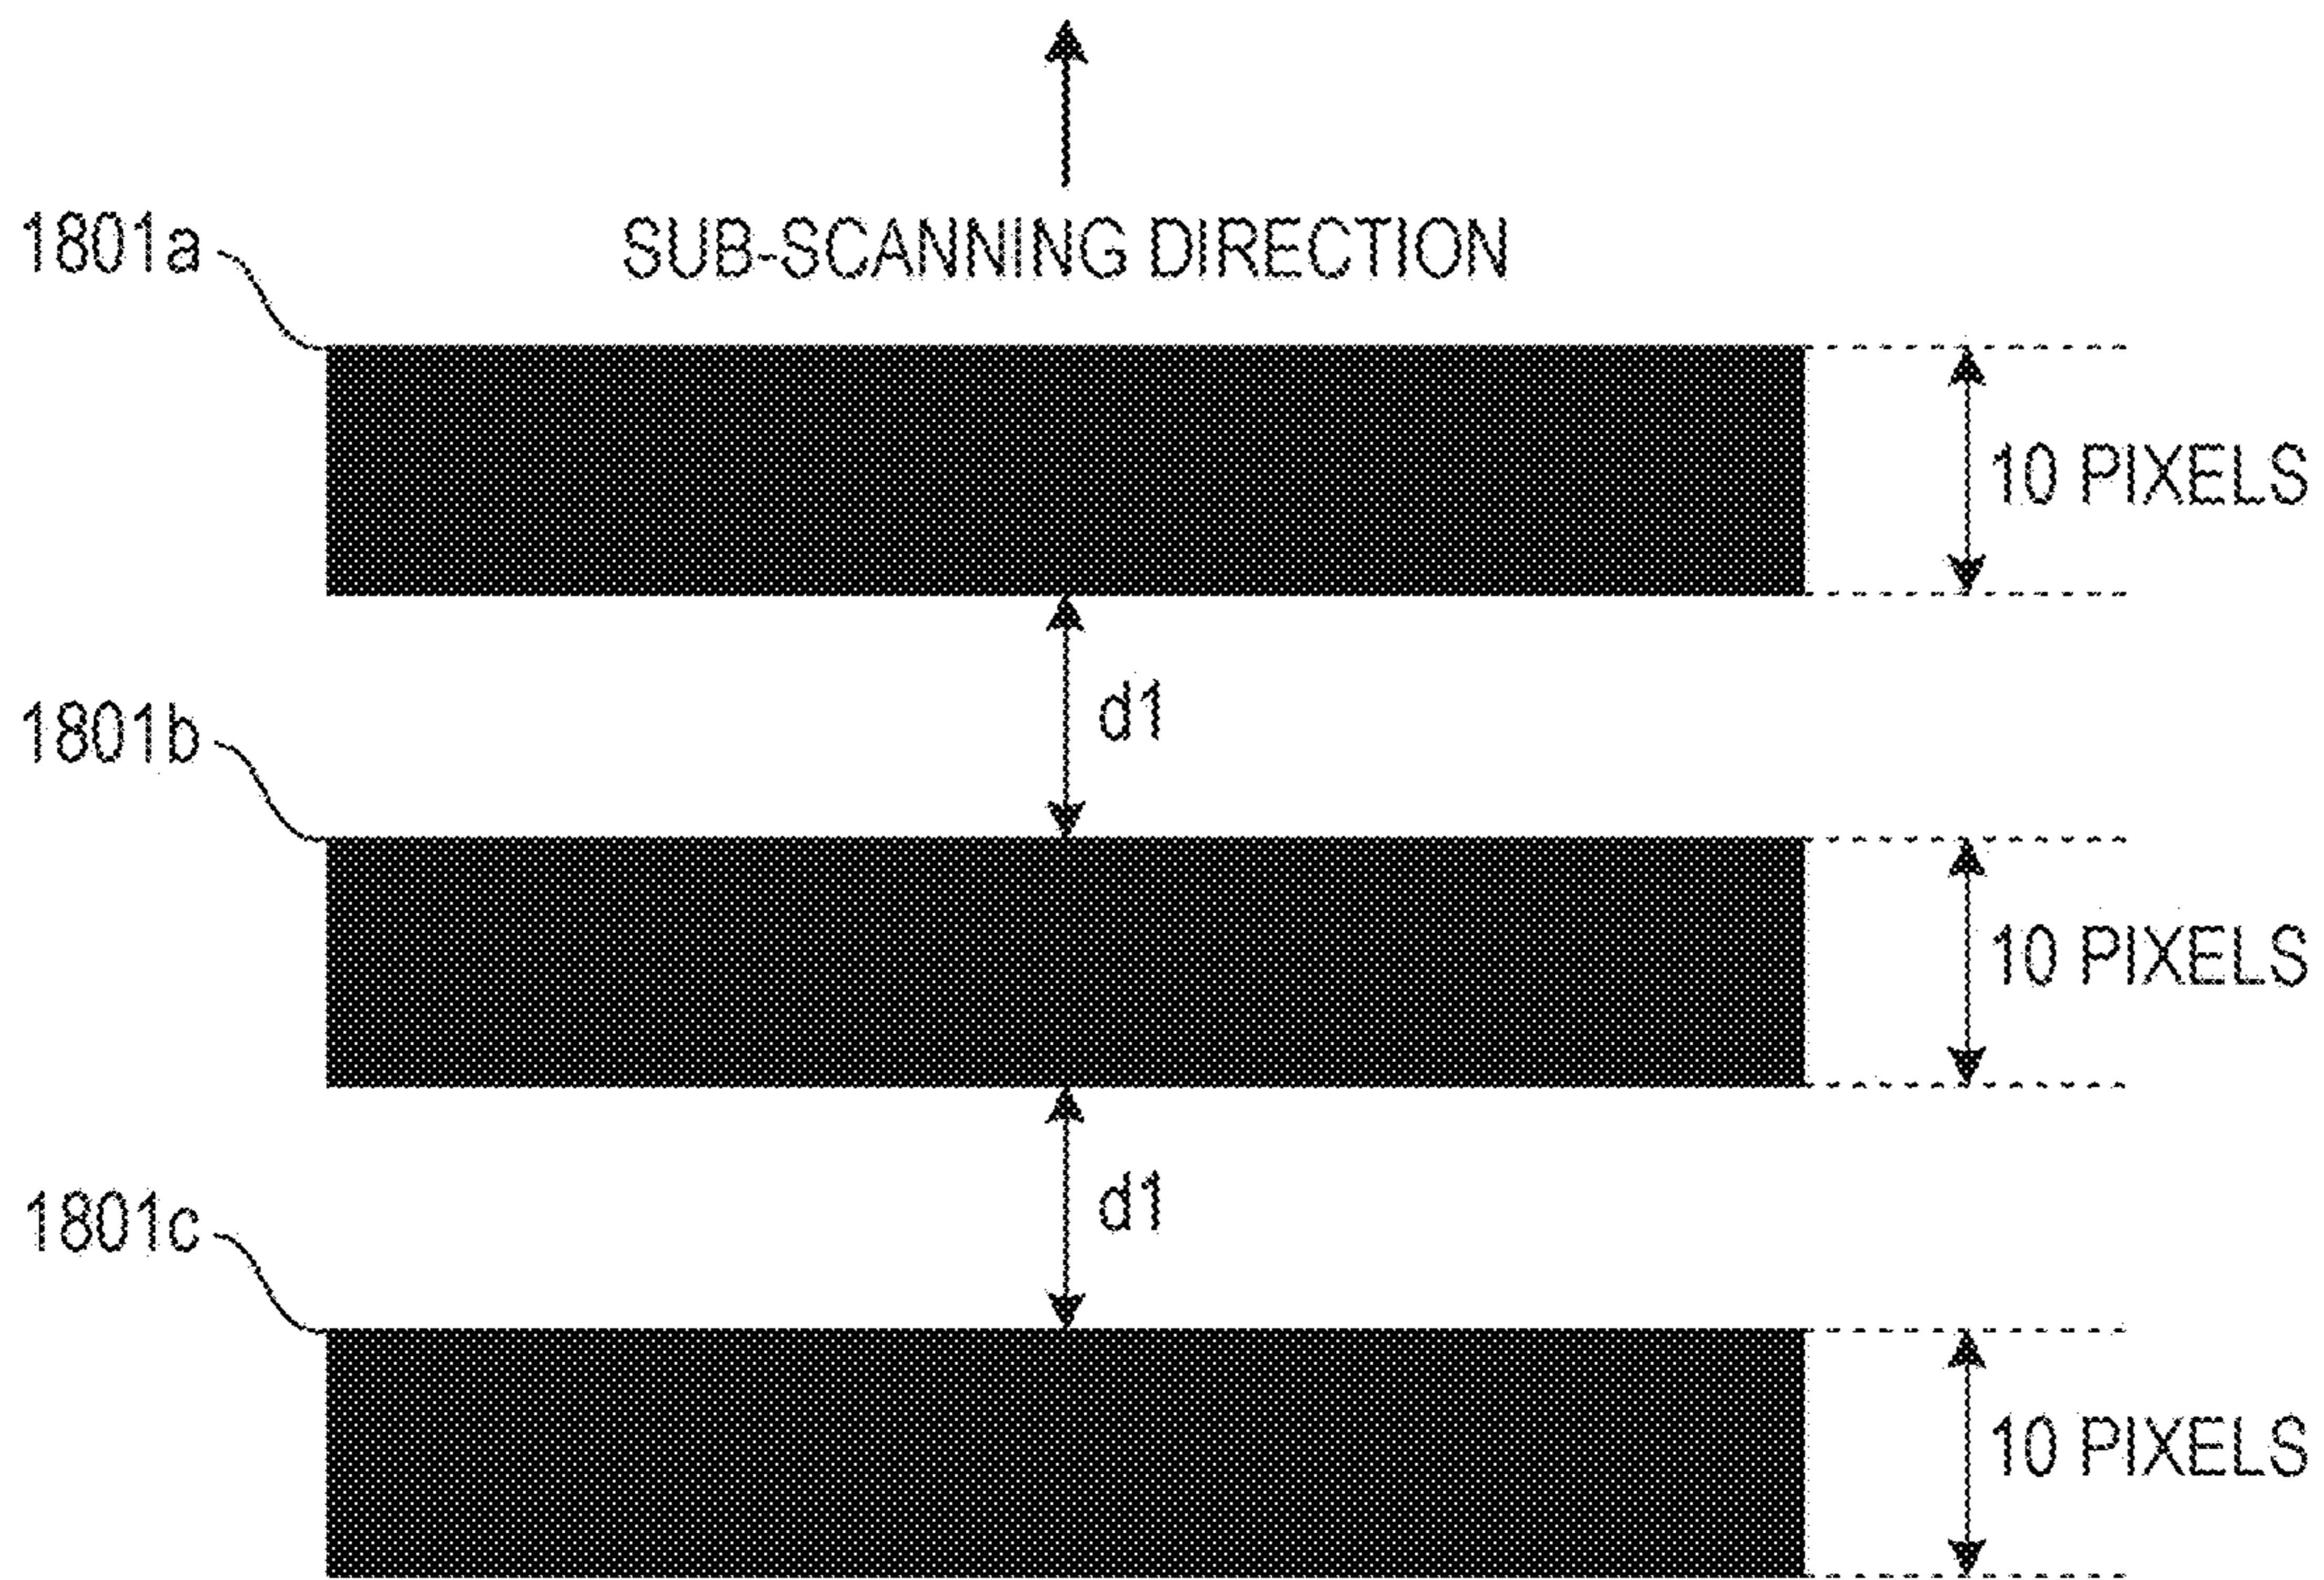 SUB-SCANNING DIRECTION
1801a
10 PIXELS
d1
1801b
10 PIXELS
d1
1801c
10 PIXELS